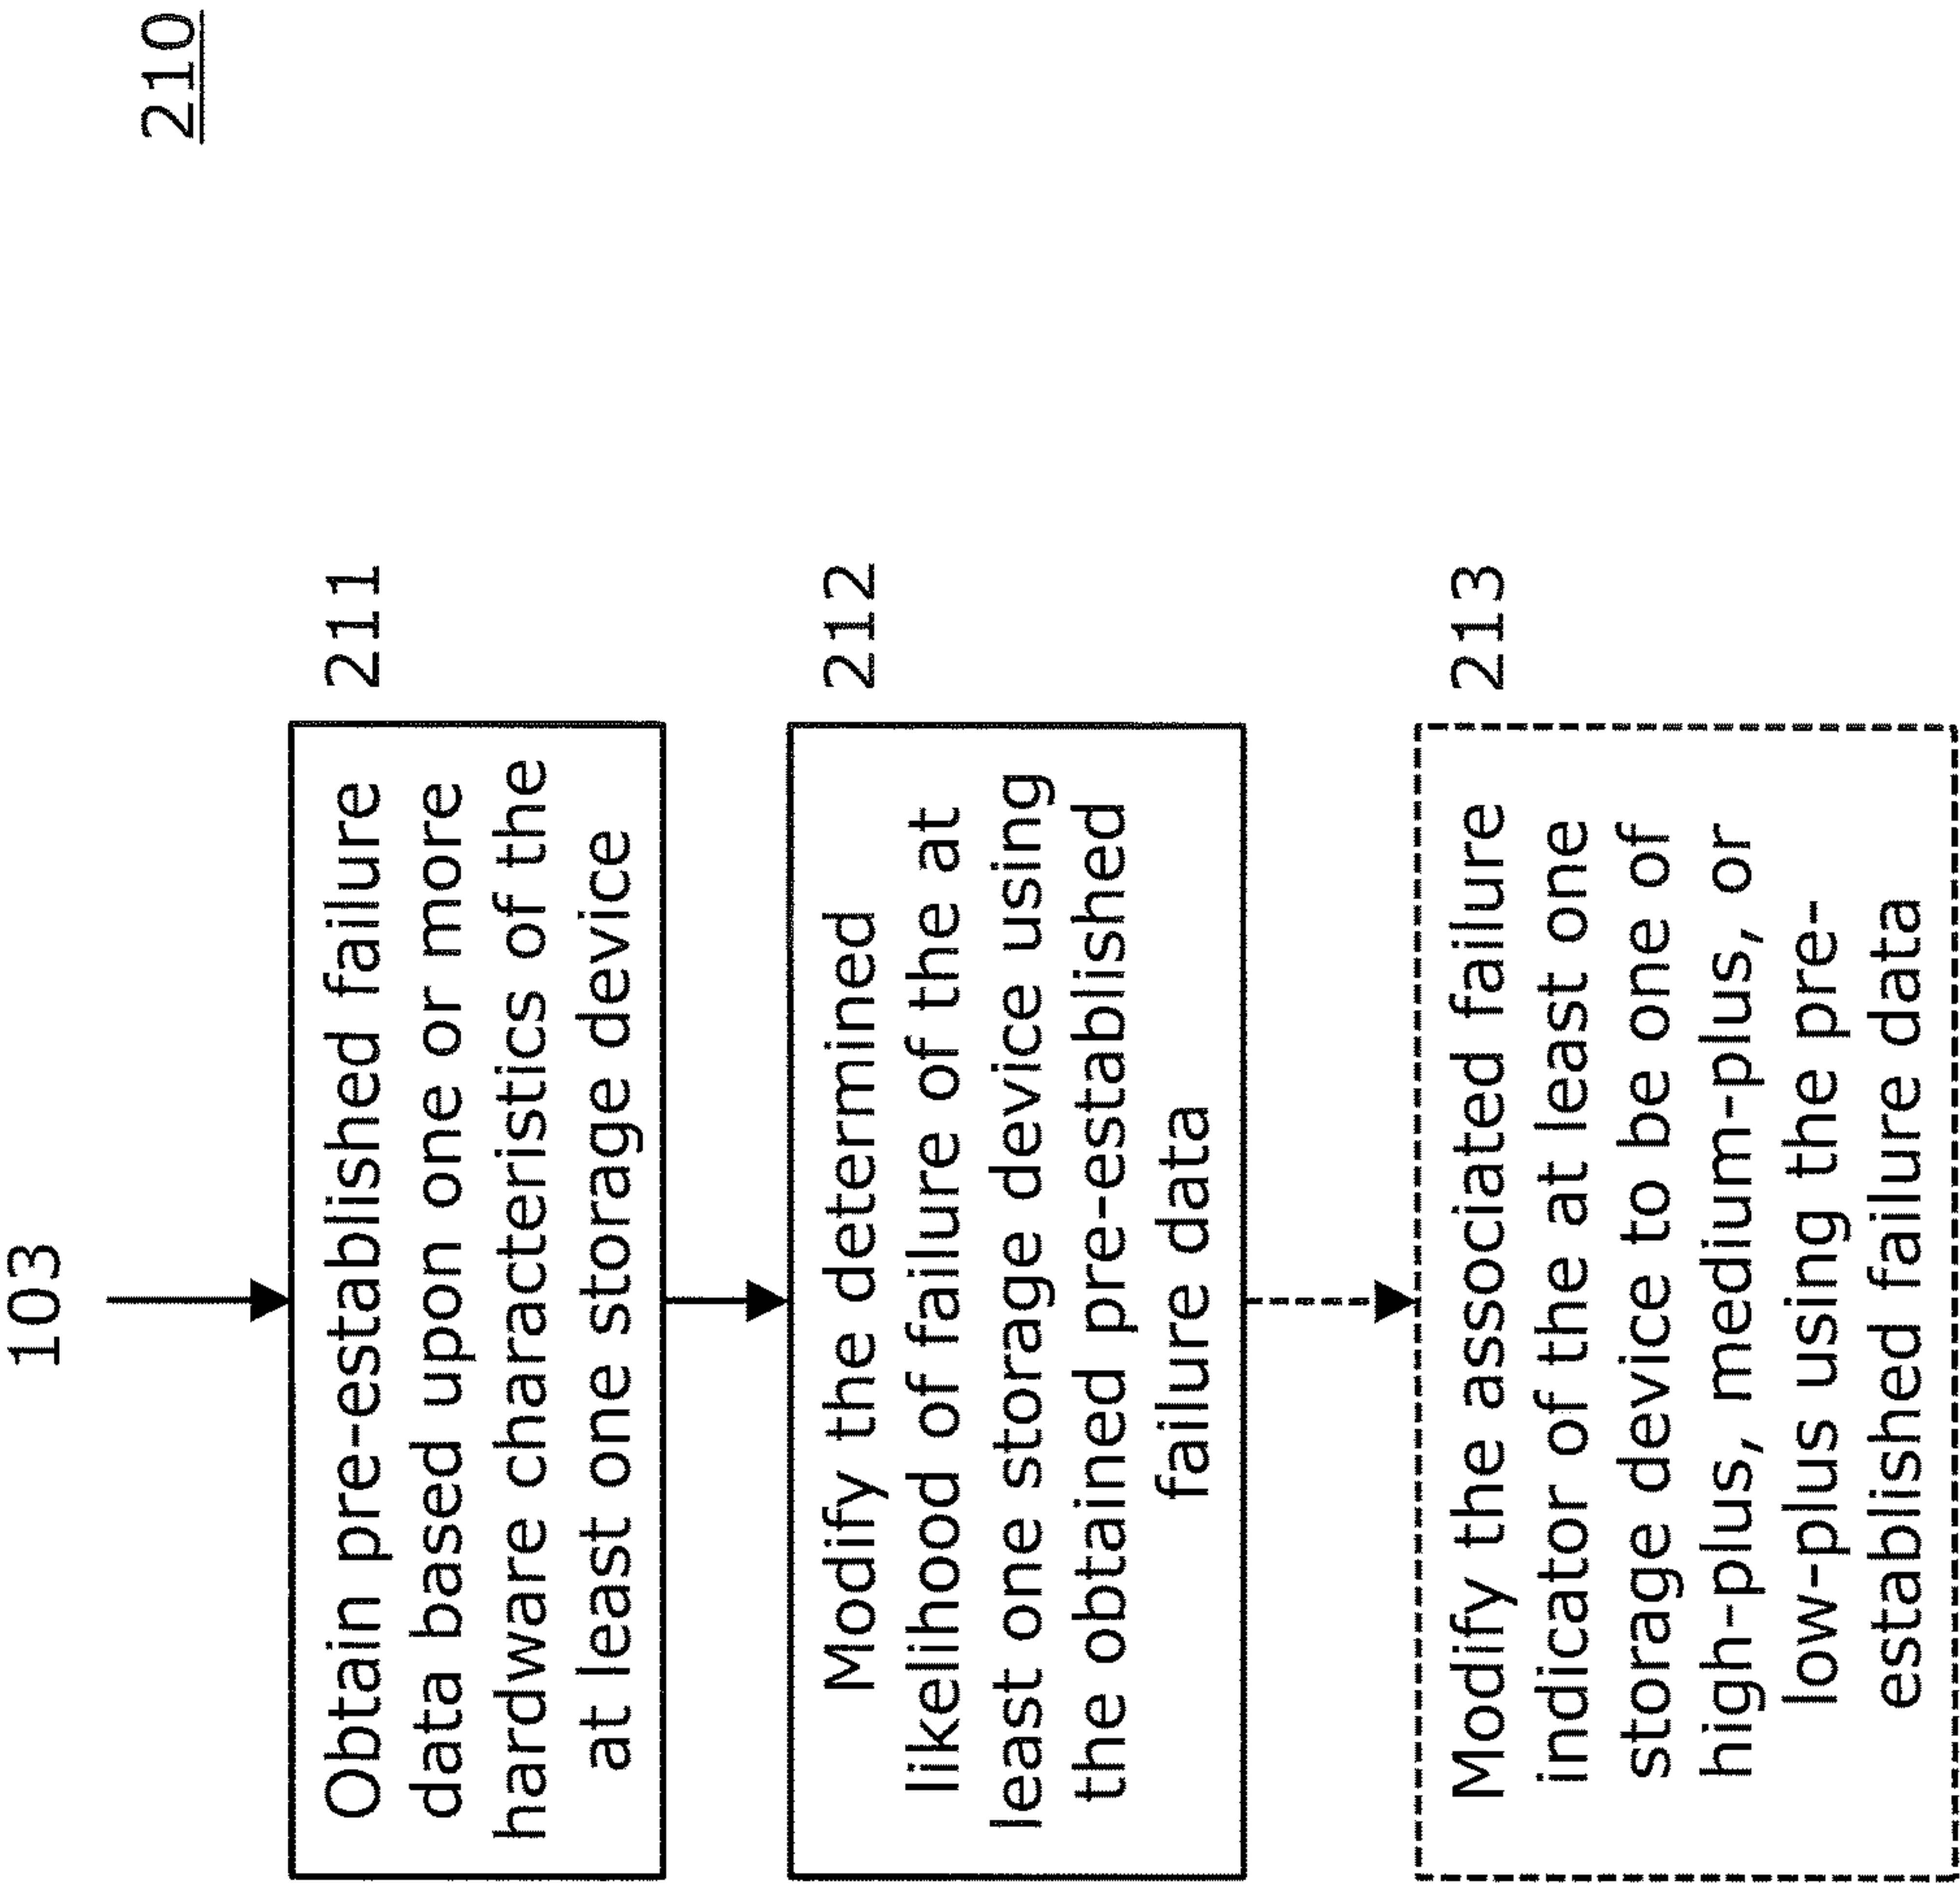 210
103
Obtain pre-established failure
data based upon one or more
hardware characteristics of the
at least one storage device
211
Modify the determined
likelihood of failure of the at
least one storage device using
the obtained pre-established
failure data
212
Modify the associated failure
indicator of the at least one
storage device to be one of
high-plus, medium-plus, or
low-plus using the pre-
established failure data
213